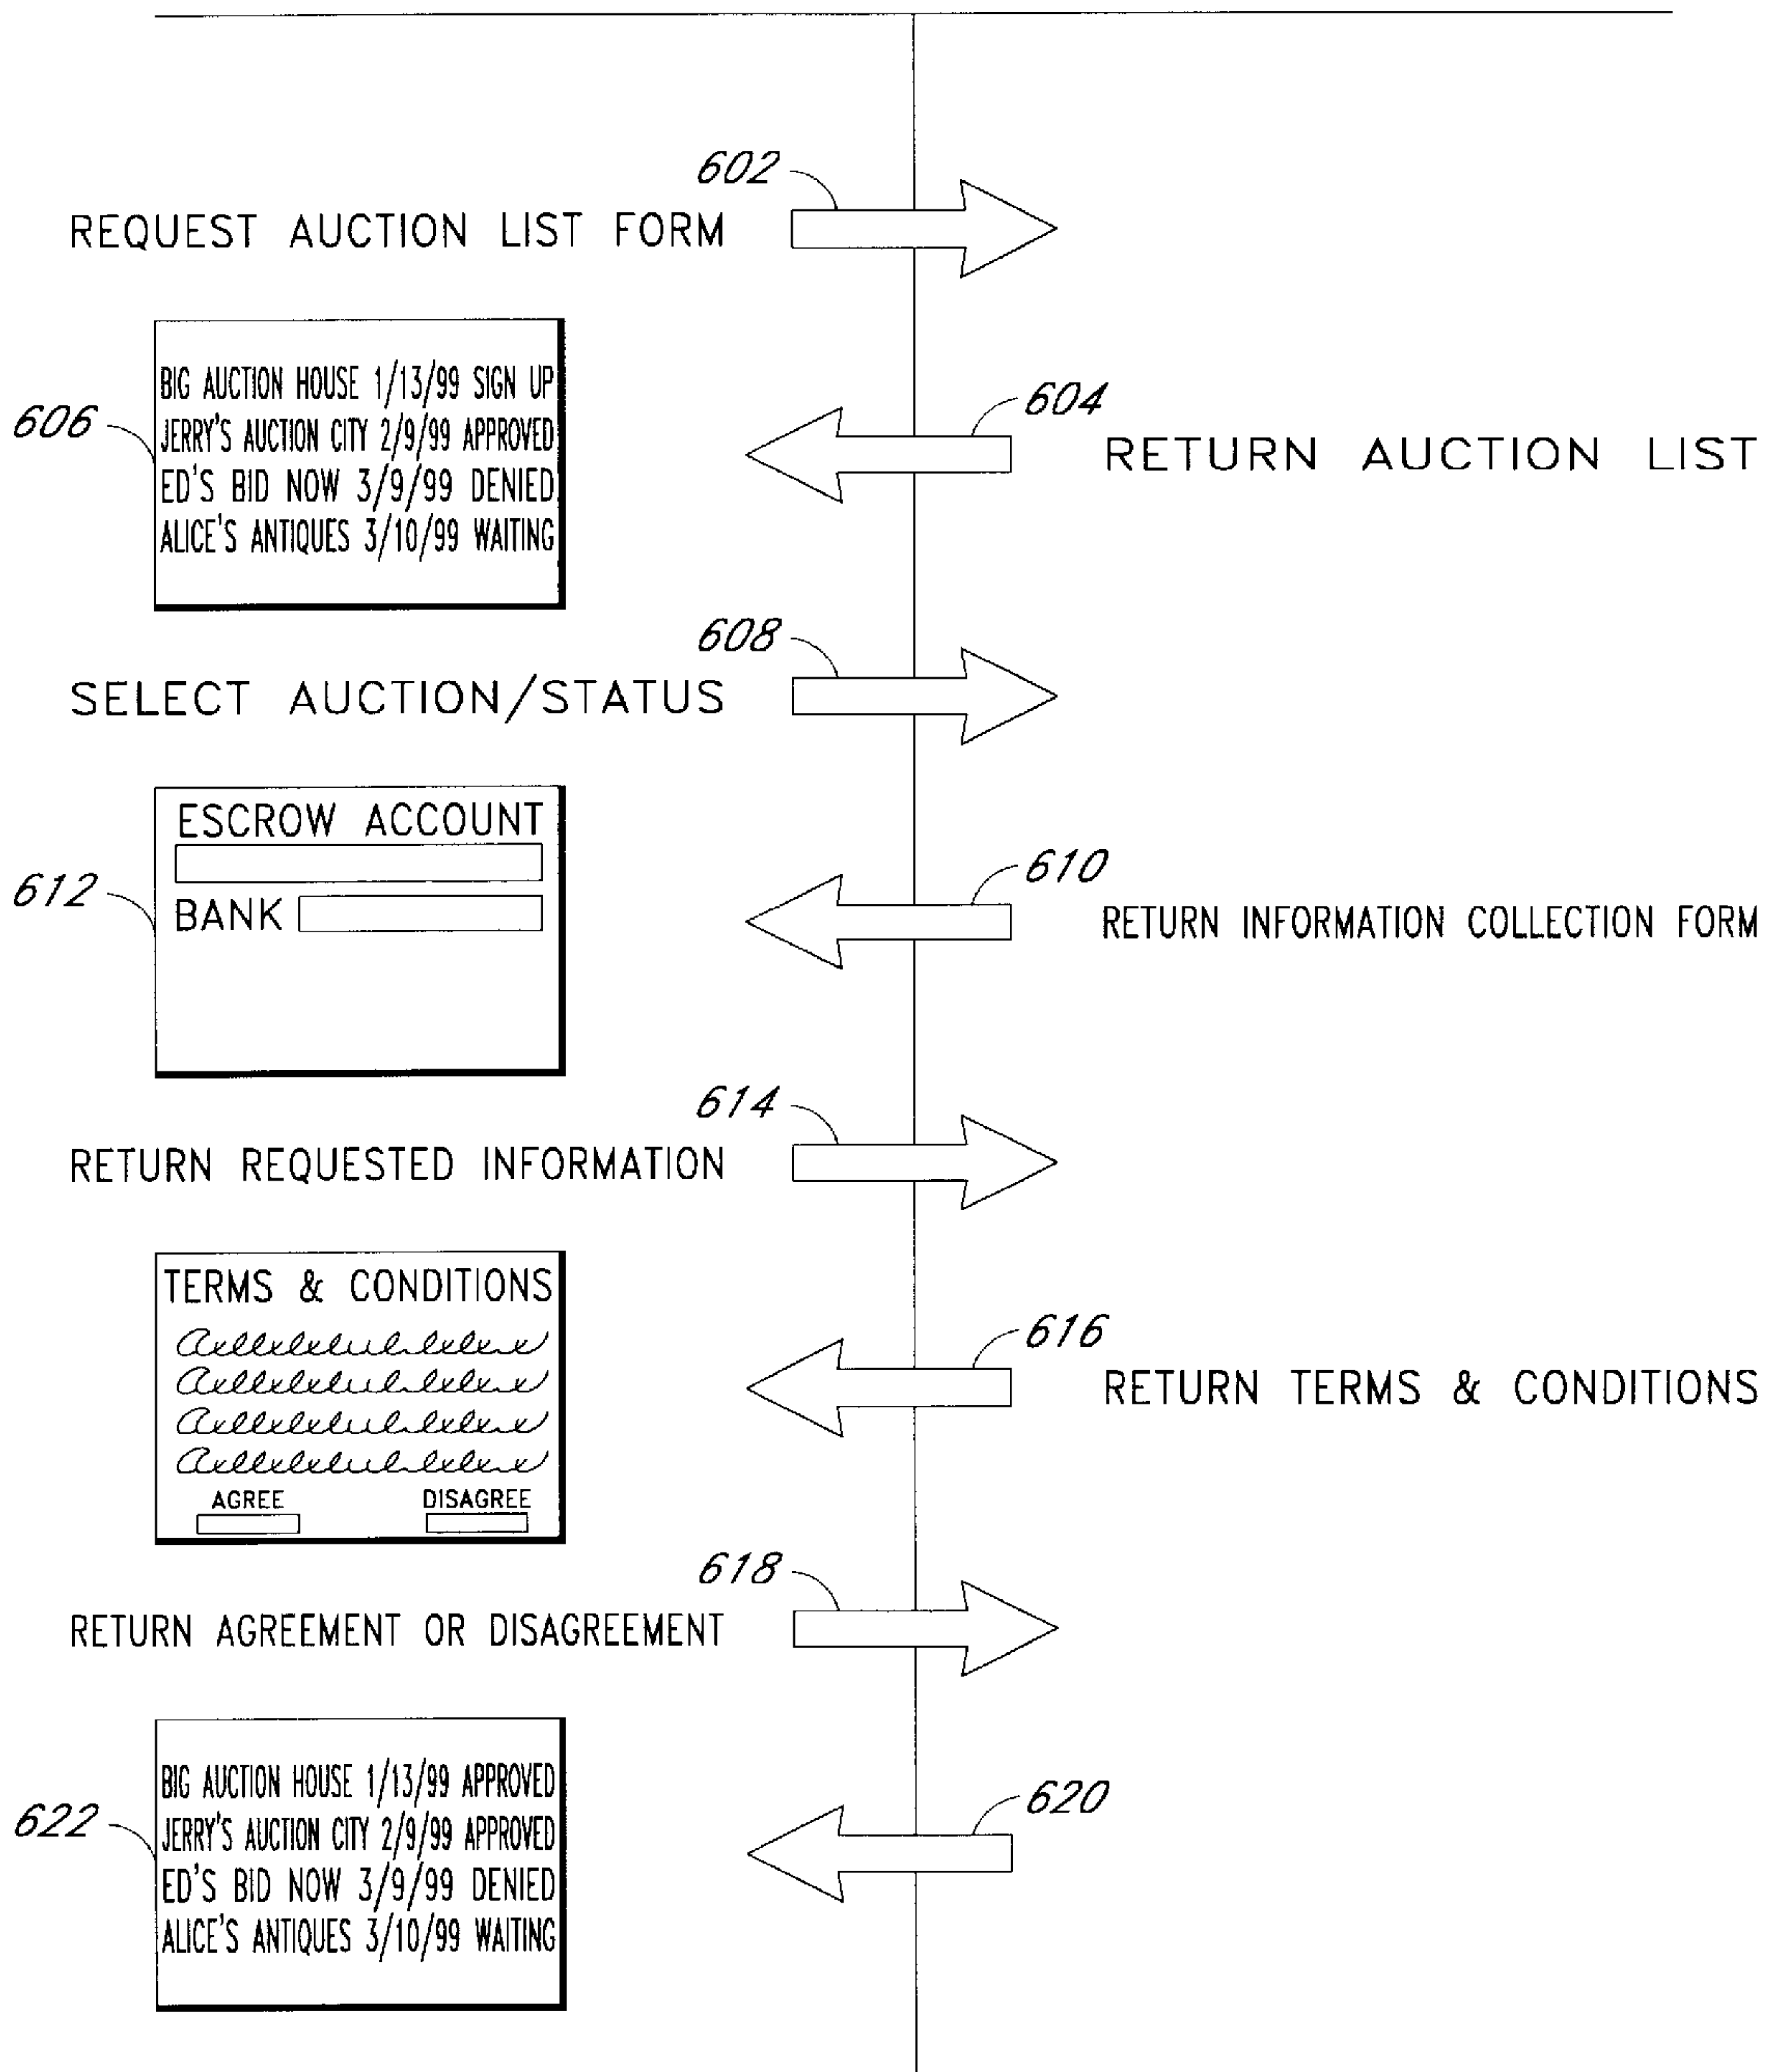 602
REQUEST AUCTION LIST FORM
BIG AUCTION HOUSE 1/13/99 SIGN UP
JERRY'S AUCTION CITY 2/9/99 APPROVED
ED'S BID NOW 3/9/99 DENIED
ALICE'S ANTIQUES 3/10/99 WAITING
606
604
RETURN AUCTION LIST
608
SELECT AUCTION/STATUS
ESCROW ACCOUNT
BANK
612
610
RETURN INFORMATION COLLECTION FORM
614
RETURN REQUESTED INFORMATION
TERMS & CONDITIONS
AGREE DISAGREE
616
RETURN TERMS & CONDITIONS
618
RETURN AGREEMENT OR DISAGREEMENT
BIG AUCTION HOUSE 1/13/99 APPROVED
JERRY'S AUCTION CITY 2/9/99 APPROVED
ED'S BID NOW 3/9/99 DENIED
ALICE'S ANTIQUES 3/10/99 WAITING
622
620